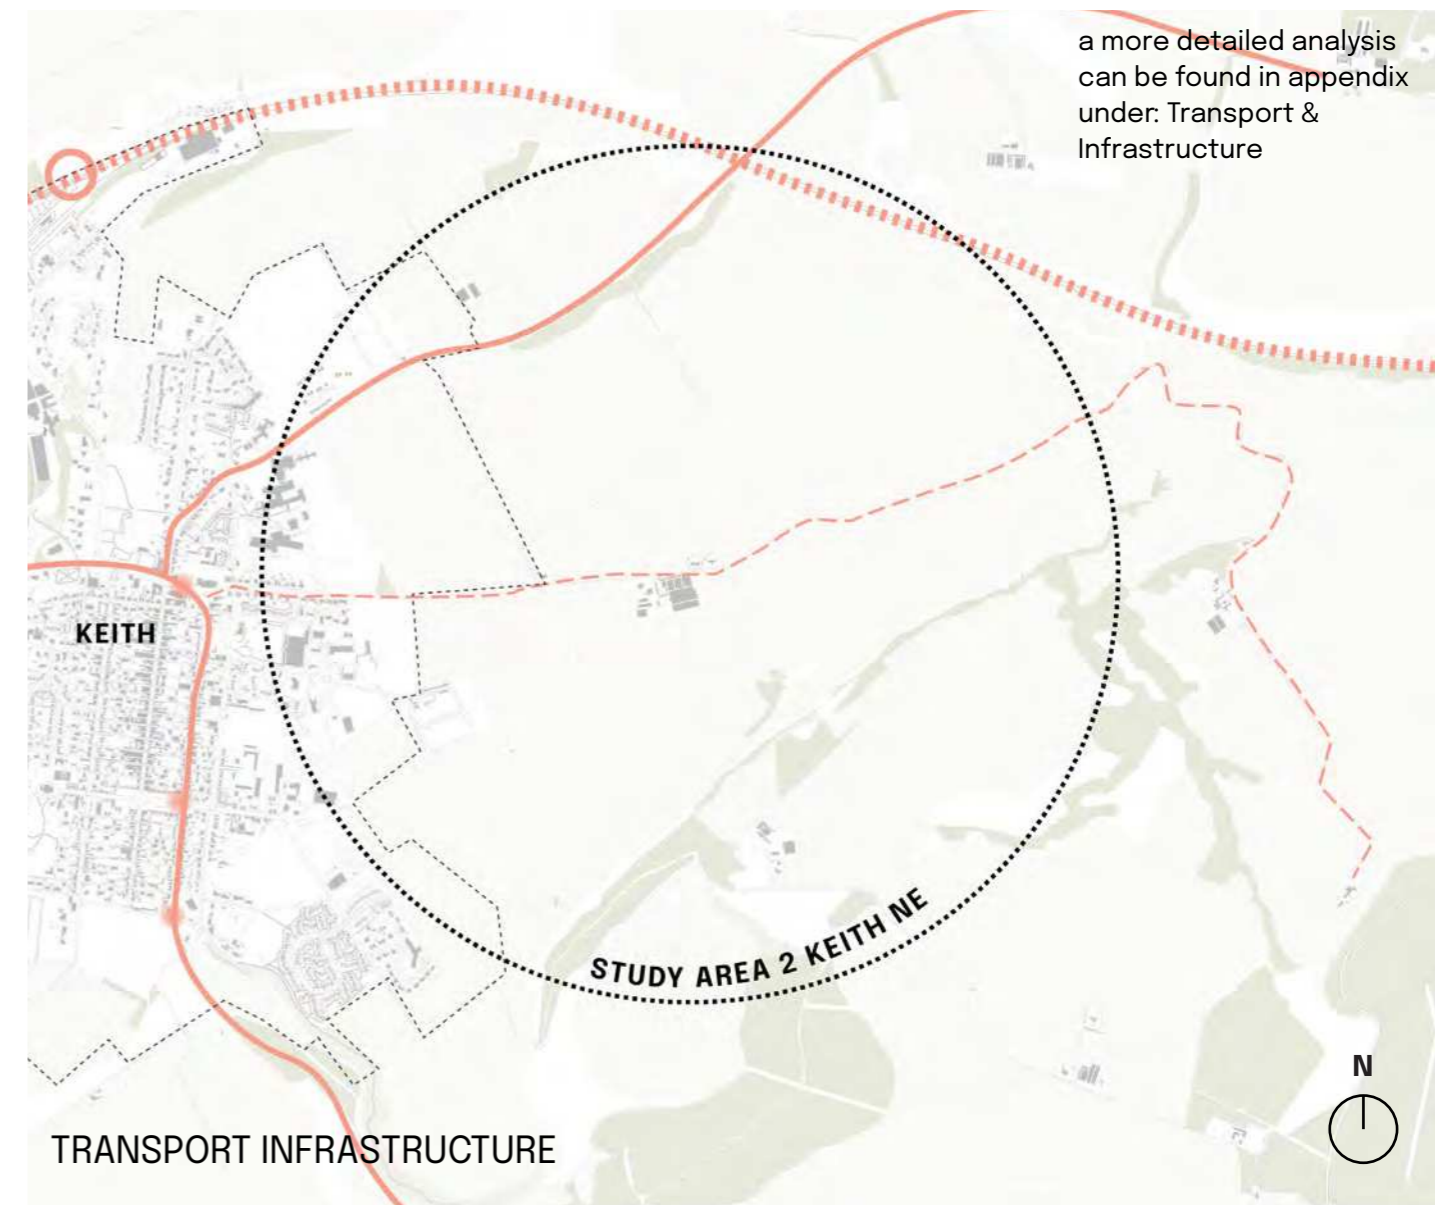 a more detailed analysis
can be found in appendix
under: Transport &
Infrastructure
KEITH
STUDY AREA 2 KEITH NE
N
TRANSPORT INFRASTRUCTURE